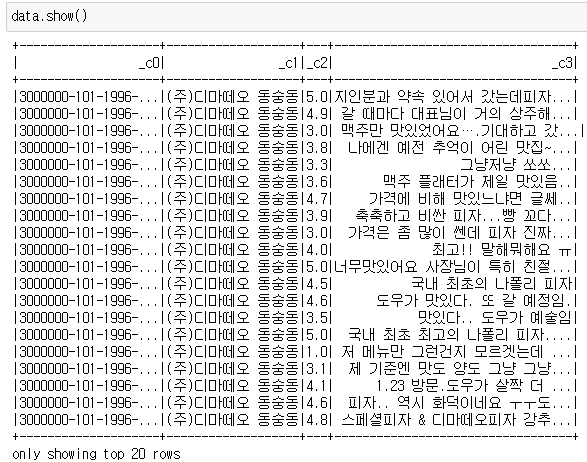 data.show()
+--------------------+------------------+---+--------------------------------+
|                 _c0|               _c1|_c2|                             _c3|
+--------------------+------------------+---+--------------------------------+
|3000000-101-1996-...|(주)디마떼오 동숭동|5.0|지인분과 약속 있어서 갔는데피자...|
|3000000-101-1996-...|(주)디마떼오 동숭동|4.9|갈 때마다 대표님이 거의 상주해...|
|3000000-101-1996-...|(주)디마떼오 동숭동|3.0|맥주만 맛있었어요….기대하고 갔...|
|3000000-101-1996-...|(주)디마떼오 동숭동|3.8|나에겐 예전 추억이 어린 맛집~...|
|3000000-101-1996-...|(주)디마떼오 동숭동|3.3|그냥저냥 쏘쏘...|
|3000000-101-1996-...|(주)디마떼오 동숭동|3.6|맥주 플래터가 제일 맛있음..|
|3000000-101-1996-...|(주)디마떼오 동숭동|4.7|가격에 비해 맛있느냐면 글쎄..|
|3000000-101-1996-...|(주)디마떼오 동숭동|3.9|축축하고 비싼 피자...빵 꼬다...|
|3000000-101-1996-...|(주)디마떼오 동숭동|3.0|가격은 좀 많이 쎈데 피자 진짜...|
|3000000-101-1996-...|(주)디마떼오 동숭동|4.0|최고!! 말해뭐해요 ㅠ|
|3000000-101-1996-...|(주)디마떼오 동숭동|5.0|너무맛있어요 사장님이 특히 친절...|
|3000000-101-1996-...|(주)디마떼오 동숭동|4.5|국내 최초의 나폴리 피자|
|3000000-101-1996-...|(주)디마떼오 동숭동|4.6|도우가 맛있다. 또 갈 예정임.|
|3000000-101-1996-...|(주)디마떼오 동숭동|3.5|맛있다.. 도우가 예술임|
|3000000-101-1996-...|(주)디마떼오 동숭동|5.0|국내 최초 최고의 나폴리 피자....|
|3000000-101-1996-...|(주)디마떼오 동숭동|1.0|저 메뉴만 그런건지 모르겟는데 ...|
|3000000-101-1996-...|(주)디마떼오 동숭동|3.1|제 기준엔 맛도 양도 그냥 그냥...|
|3000000-101-1996-...|(주)디마떼오 동숭동|4.1|1.23 방문.도우가 살짝 더 ...|
|3000000-101-1996-...|(주)디마떼오 동숭동|4.6|피자.. 역시 화덕이네요 ㅜㅜ도...|
|3000000-101-1996-...|(주)디마떼오 동숭동|4.8|스페셜피자 & 디마떼오피자 강추...|
+--------------------+------------------+---+--------------------------------+
only showing top 20 rows